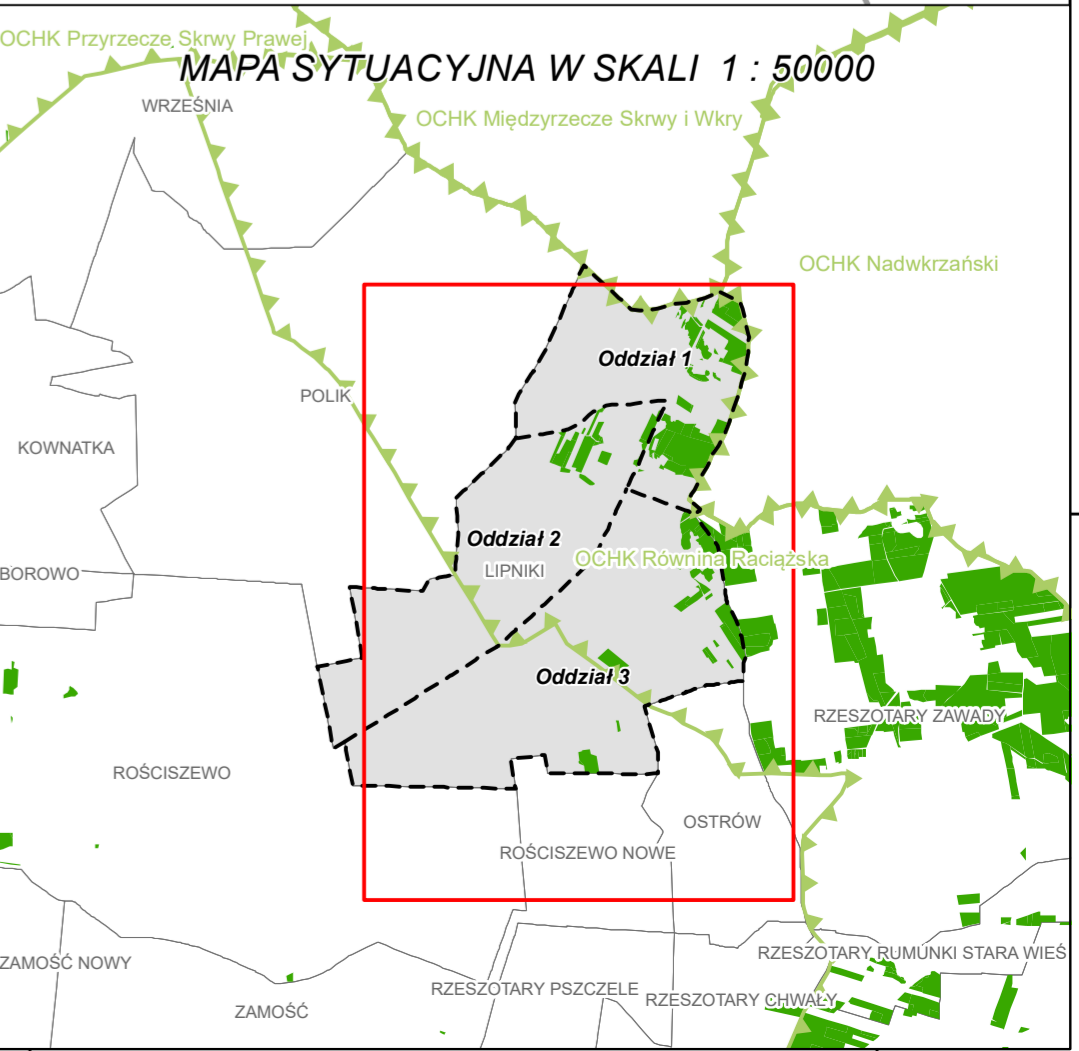 OCHK Przyrzecze Skrwy Prawej
MAPA SYTUACYJNA W SKALI 1 : 50000
WRZEŚNIA
OCHK Międzyrzecze Skrwy i Wkry
OCHK Nadwkrzański
Oddział 1
POLIK
KOWNATKA
Oddział 2
OCHK Równina Raciążska
LIPNIKI
BOROWO
Oddział 3
RZESZOTARY ZAWADY
ROŚCISZEWO
OSTRÓW
ROŚCISZEWO NOWE
RZESZOTARY RUMUNKI STARA WIEŚ
ZAMOŚĆ NOWY
RZESZOTARY PSZCZELE
RZESZOTARY CHWAŁY
ZAMOŚĆ